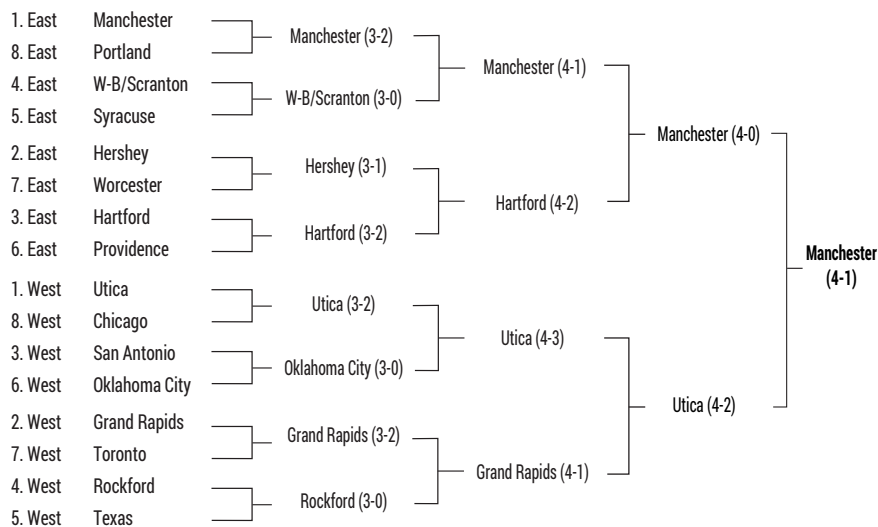 1. East Manchester
8. East Portland
Manchester (3-2)
4. East W-B/Scranton
5. East Syracuse
W-B/Scranton (3-0)
Manchester (4-1)
2. East Hershey
7. East Worcester
Hershey (3-1)
3. East Hartford
6. East Providence
Hartford (3-2)
Hartford (4-2)
Manchester (4-0)
1. West Utica
8. West Chicago
Utica (3-2)
3. West San Antonio
6. West Oklahoma City
Oklahoma City (3-0)
Utica (4-3)
2. West Grand Rapids
7. West Toronto
Grand Rapids (3-2)
4. West Rockford
5. West Texas
Rockford (3-0)
Grand Rapids (4-1)
Utica (4-2)
Manchester
(4-1)